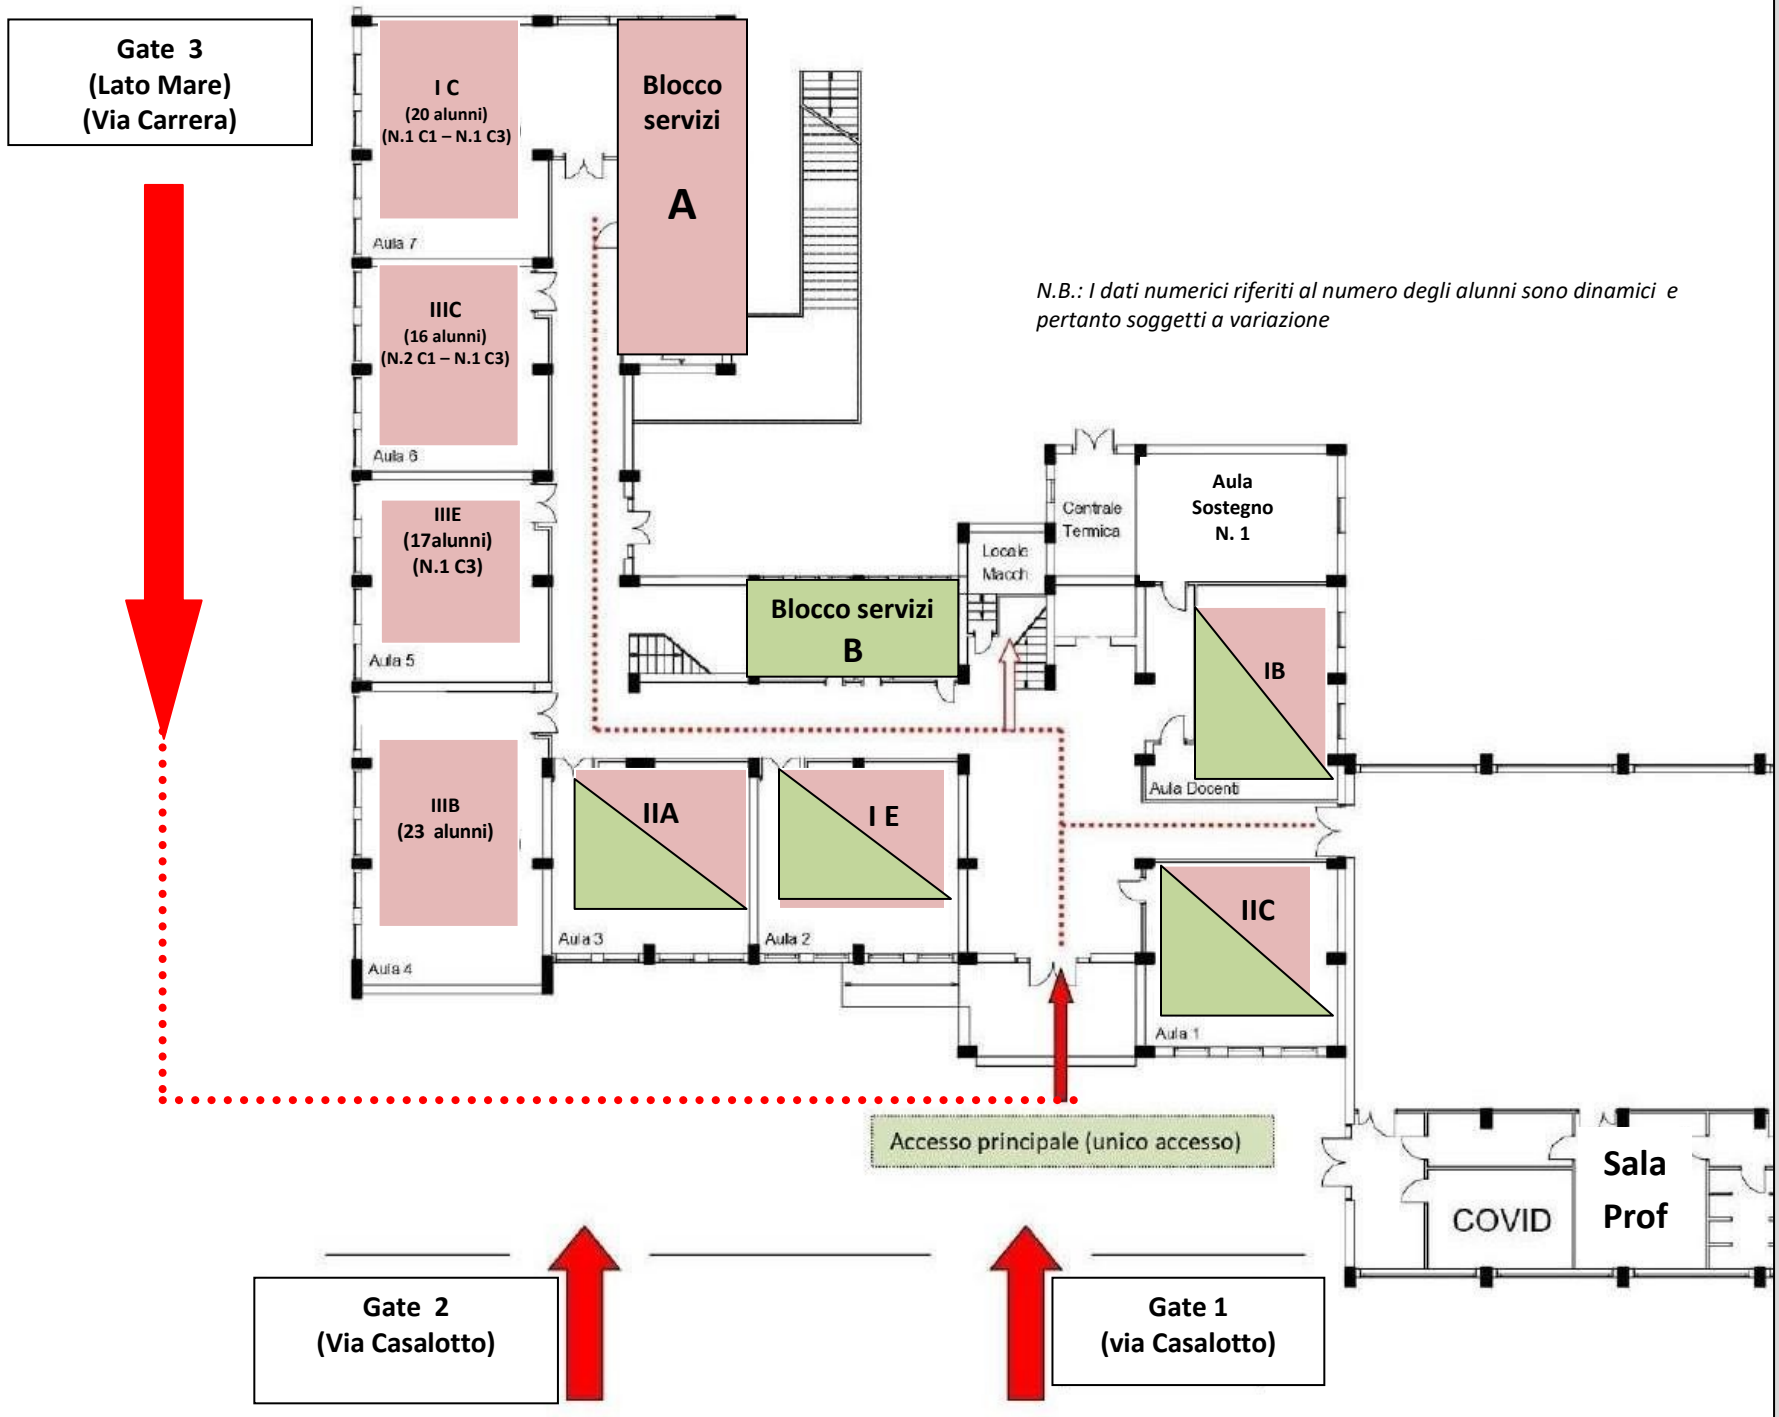 Gate 3
(Lato Mare)
(Via Carrera)
I C
(20 alunni)
(N.1 C1 – N.1 C3)
Aula 7
Blocco
servizi
A
IIIC
(16 alunni)
(N.2 C1 – N.1 C3)
Aula 6
N.B.: I dati numerici riferiti al numero degli alunni sono dinamici e
pertanto soggetti a variazione
IIIE
(17alunni)
(N.1 C3)
Aula 5
Aula
Sostegno
N. 1
Centrale
Termica
Locale
Macch
Blocco servizi
B
IB
Aula Docenti
IIIB
(23 alunni)
Aula 4
IIA
Aula 3
I E
Aula 2
IIC
Aula 1
Accesso principale (unico accesso)
Sala
Prof
COVID
Gate 2
(Via Casalotto)
Gate 1
(via Casalotto)